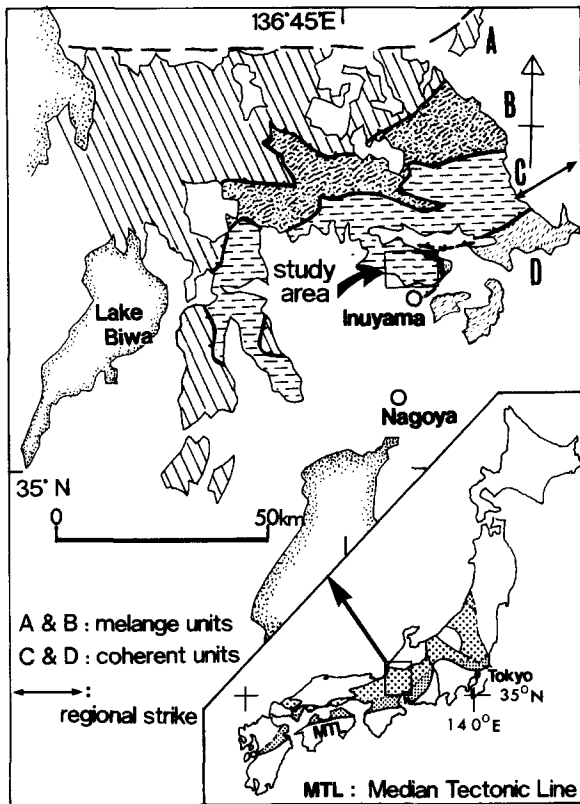 136°45'E
A
B
C
D
study
area
Inuyama
Lake
Biwa
Nagoya
35° N
0 50km
A & B : melange units
C & D : coherent units
:
regional strike
Tokyo
35°N
140°E
MTL
MTL : Median Tectonic Line